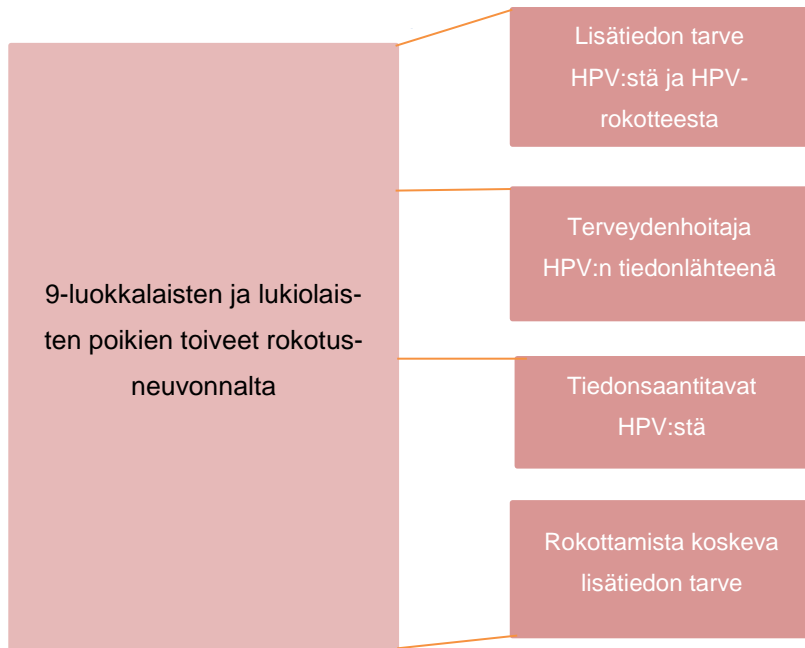 9-luokkalaisten ja lukiolais-
ten poikien toiveet rokotus-
neuvonnalta
Lisätiedon tarve
HPV:stä ja HPV-
rokotteesta
Terveydenhoitaja
HPV:n tiedonlähteenä
Tiedonsaantitavat
HPV:stä
Rokottamista koskeva
lisätiedon tarve